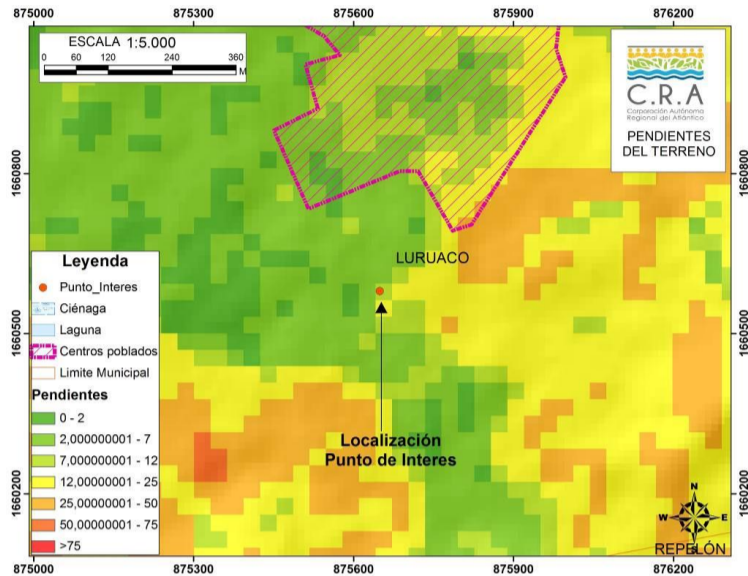 875000 875300 875600 875900 876200
ESCALA 1:5.000
0 60 120 240 360
M
C.R.A
Corporación Autónoma
Regional del Atlántico
PENDIENTES
DEL TERRENO
1660800
1660800
LURUACO
Leyenda
Punto_Interes
Ciénaga
Laguna
Centros poblados
Limite Municipal
Pendientes
0 - 2
2,000000001 - 7
7,000000001 - 12
12,00000001 - 25
25,00000001 - 50
50,00000001 - 75
>75
1660500
1660500
Localización
Punto de Interes
1660200
1660200
N
W E
S
REPELÓN
875000 875300 875600 875900 876200